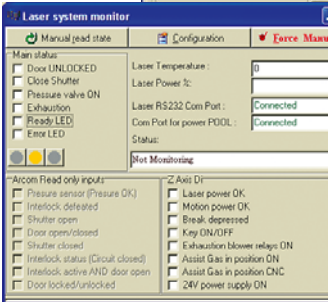 Laser system monitor
Manual read state
Configuration
Force Manu
Main status
Door UNLOCKED
Close Shutter
Pressure valve ON
Exhaustion
Ready LED
Error LED
Laser Temperature :
0
Laser Power %:
Laser RS232 Com Port :
Connected
Com Port for power POOL :
Connected
Status:
Not Monitoring
Arcom Read only inputs
Presure sensor (Presure OK)
Interlock defeated
Shutter open
Door open/closed
Shutter closed
Interlock status (Circuit closed)
Interlock active AND door open
Door locked/unlocked
Z Axis DI
Laser power OK
Motion power OK
Break depressed
Key ON/OFF
Exhaustion blower relays ON
Assist Gas in position ON
Assist Gas in position CNC
24V power supply ON